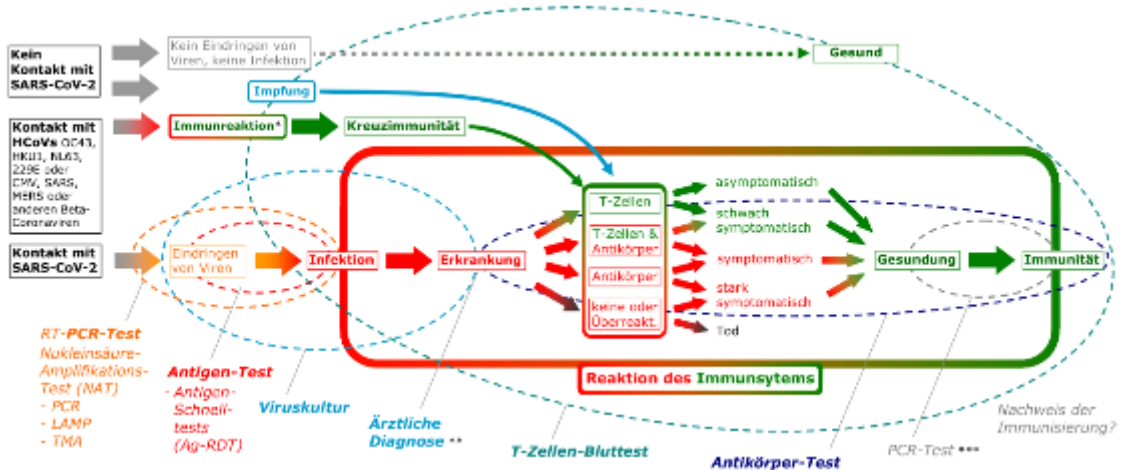 Kein
Kontakt mit
SARS-CoV-2
Kein Eindringen von
Viren, keine Infektion
Gesund
Impfung
Kontakt mit
HCoVs OC43,
HKU1, NL63,
229E oder
CMV, SARS,
MERS oder
anderen Beta-
Coronaviren
Immunreaktion*
Kreuzimmunität
Kontakt mit
SARS-CoV-2
Eindringen
von Viren
Infektion
Erkrankung
T-Zellen
T-Zellen &
Antikörper
Antikörper
keine oder
Überreakt.
asymptomatisch
schwach
symptomatisch
symptomatisch
stark
symptomatisch
Tod
Gesundung
Immunität
Reaktion des Immunsytems
RT-PCR-Test
Nukleinsäure-
Amplifikations-
Test (NAT)
- PCR
- LAMP
- TMA
Antigen-Test
- Antigen-
Schnell-
tests
(Ag-RDT)
Viruskultur
Ärztliche
Diagnose **
T-Zellen-Bluttest
Antikörper-Test
PCR-Test ***
Nachweis der
Immunisierung?